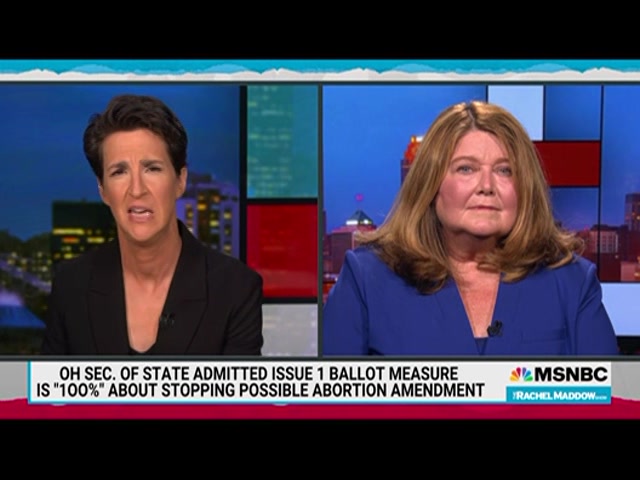 OH SEC. OF STATE ADMITTED ISSUE 1 BALLOT MEASURE
IS "100%" ABOUT STOPPING POSSIBLE ABORTION AMENDMENT
MSNBC
THE RACHEL MADDOW SHOW